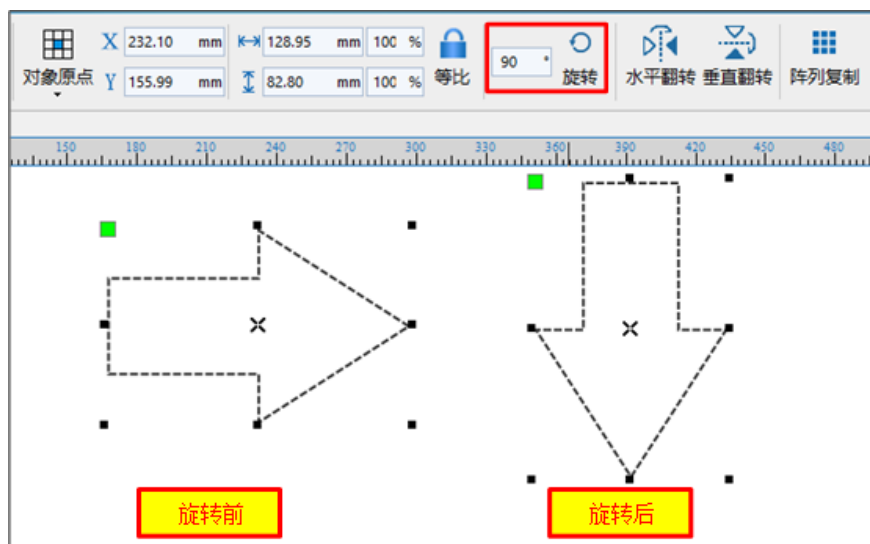 X 232.10 mm 128.95 mm 100 %
90 °
对象原点 Y 155.99 mm 82.80 mm 100 % 等比 旋转 水平翻转 垂直翻转 阵列复制
150 180 210 240 270 300 330 360 390 420 450 480
旋转前 旋转后